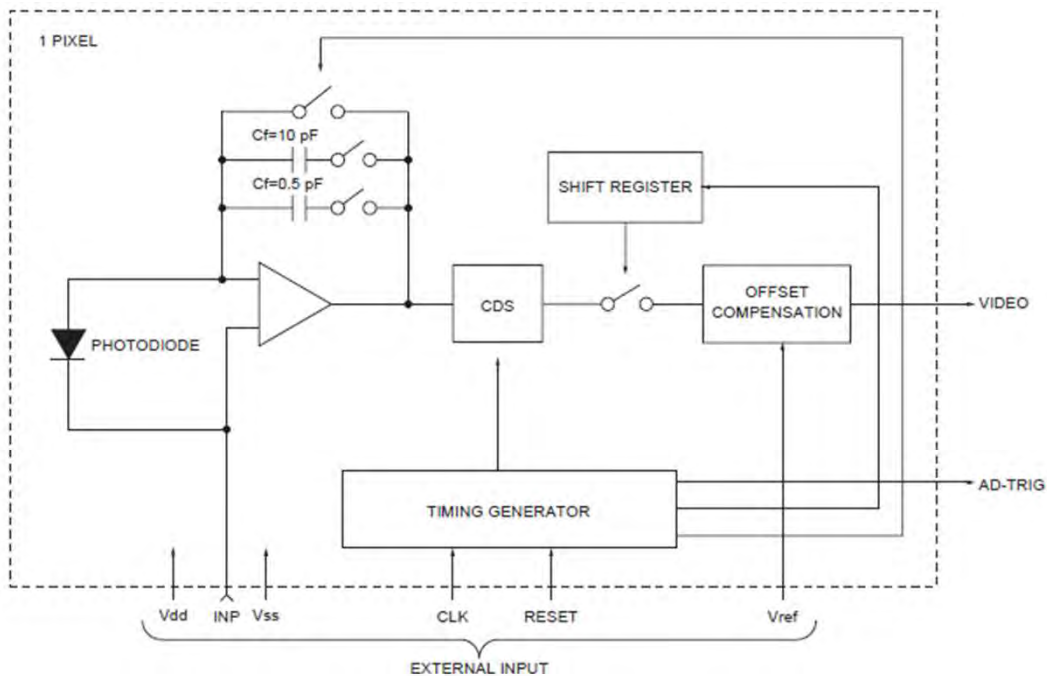 1 PIXEL
Cf=10 pF
Cf=0.5 pF
SHIFT REGISTER
CDS
OFFSET
COMPENSATION
VIDEO
PHOTODIODE
TIMING GENERATOR
AD-TRIG
Vdd INP Vss CLK RESET Vref
EXTERNAL INPUT